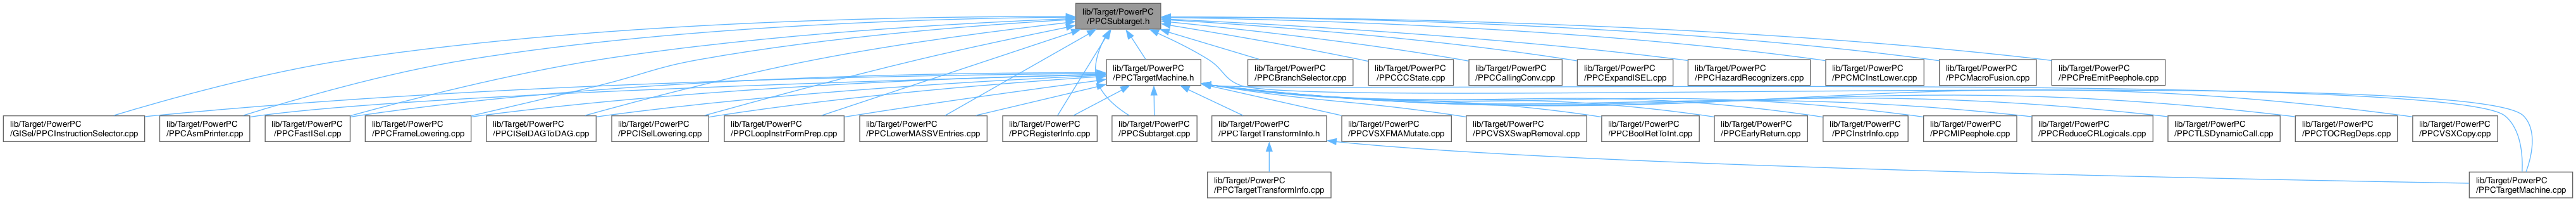 lib/Target/PowerPC
/PPCSubtarget.h
lib/Target/PowerPC
/PPCTargetMachine.h
lib/Target/PowerPC
/PPCBranchSelector.cpp
lib/Target/PowerPC
/PPCCCState.cpp
lib/Target/PowerPC
/PPCCallingConv.cpp
lib/Target/PowerPC
/PPCExpandISEL.cpp
lib/Target/PowerPC
/PPCHazardRecognizers.cpp
lib/Target/PowerPC
/PPCMCInstLower.cpp
lib/Target/PowerPC
/PPCMacroFusion.cpp
lib/Target/PowerPC
/PPCPreEmitPeephole.cpp
lib/Target/PowerPC
/GISel/PPCInstructionSelector.cpp
lib/Target/PowerPC
/PPCAsmPrinter.cpp
lib/Target/PowerPC
/PPCFastISel.cpp
lib/Target/PowerPC
/PPCFrameLowering.cpp
lib/Target/PowerPC
/PPCISelDAGToDAG.cpp
lib/Target/PowerPC
/PPCISelLowering.cpp
lib/Target/PowerPC
/PPCLoopInstrFormPrep.cpp
lib/Target/PowerPC
/PPCLowerMASSVEntries.cpp
lib/Target/PowerPC
/PPCRegisterInfo.cpp
lib/Target/PowerPC
/PPCSubtarget.cpp
lib/Target/PowerPC
/PPCTargetTransformInfo.h
lib/Target/PowerPC
/PPCVSXFMAMutate.cpp
lib/Target/PowerPC
/PPCVSXSwapRemoval.cpp
lib/Target/PowerPC
/PPCBoolRetToInt.cpp
lib/Target/PowerPC
/PPCEarlyReturn.cpp
lib/Target/PowerPC
/PPCInstrInfo.cpp
lib/Target/PowerPC
/PPCMIPeephole.cpp
lib/Target/PowerPC
/PPCReduceCRLogicals.cpp
lib/Target/PowerPC
/PPCTLSDynamicCall.cpp
lib/Target/PowerPC
/PPCTOCRegDeps.cpp
lib/Target/PowerPC
/PPCVSXCopy.cpp
lib/Target/PowerPC
/PPCTargetTransformInfo.cpp
lib/Target/PowerPC
/PPCTargetMachine.cpp